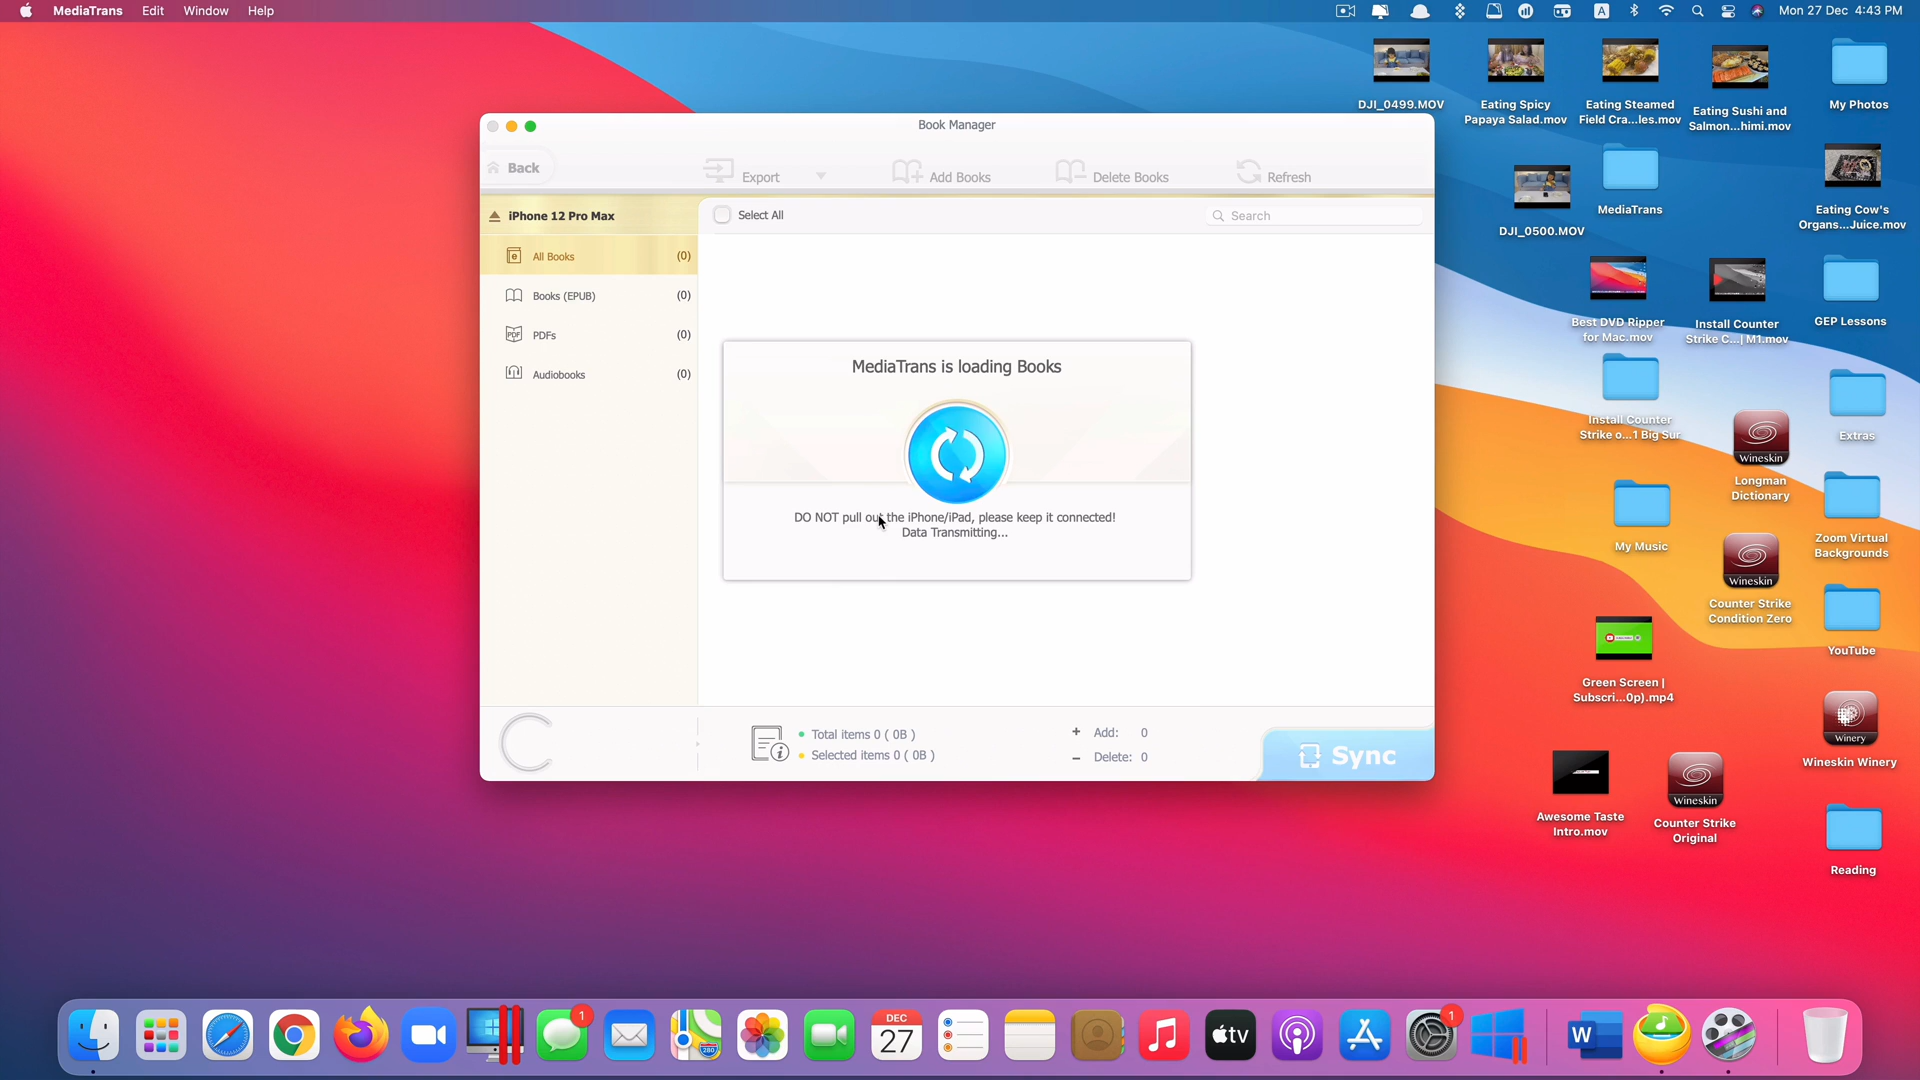 MediaTrans Edit Window Help
A
Mon 27 Dec 4:43 PM
DJI_0499.MOV
Eating Spicy
Papaya Salad.mov
Eating Steamed
Field Cra...les.mov
Eating Sushi and
Salmon...himi.mov
My Photos
DJI_0500.MOV
MediaTrans
Eating Cow's
Organs...Juice.mov
Best DVD Ripper
for Mac.mov
Install Counter
Strike C...| M1.mov
GEP Lessons
Install Counter
Strike o...1 Big Sur
Wineskin
Longman
Dictionary
Extras
My Music
Wineskin
Counter Strike
Condition Zero
Zoom Virtual
Backgrounds
YouTube
Green Screen |
Subscri...0p).mp4
Winery
Wineskin Winery
Awesome Taste
Intro.mov
Wineskin
Counter Strike
Original
Reading
Book Manager
Back
Export
Add Books
Delete Books
Refresh
iPhone 12 Pro Max
Select All
Search
All Books (0)
Books (EPUB) (0)
PDF PDFs (0)
Audiobooks (0)
MediaTrans is loading Books
DO NOT pull out the iPhone/iPad, please keep it connected!
Data Transmitting...
Total items 0 ( 0B )
Selected items 0 ( 0B )
+ Add: 0
− Delete: 0
Sync
1
280
DEC
27
tv
1
W